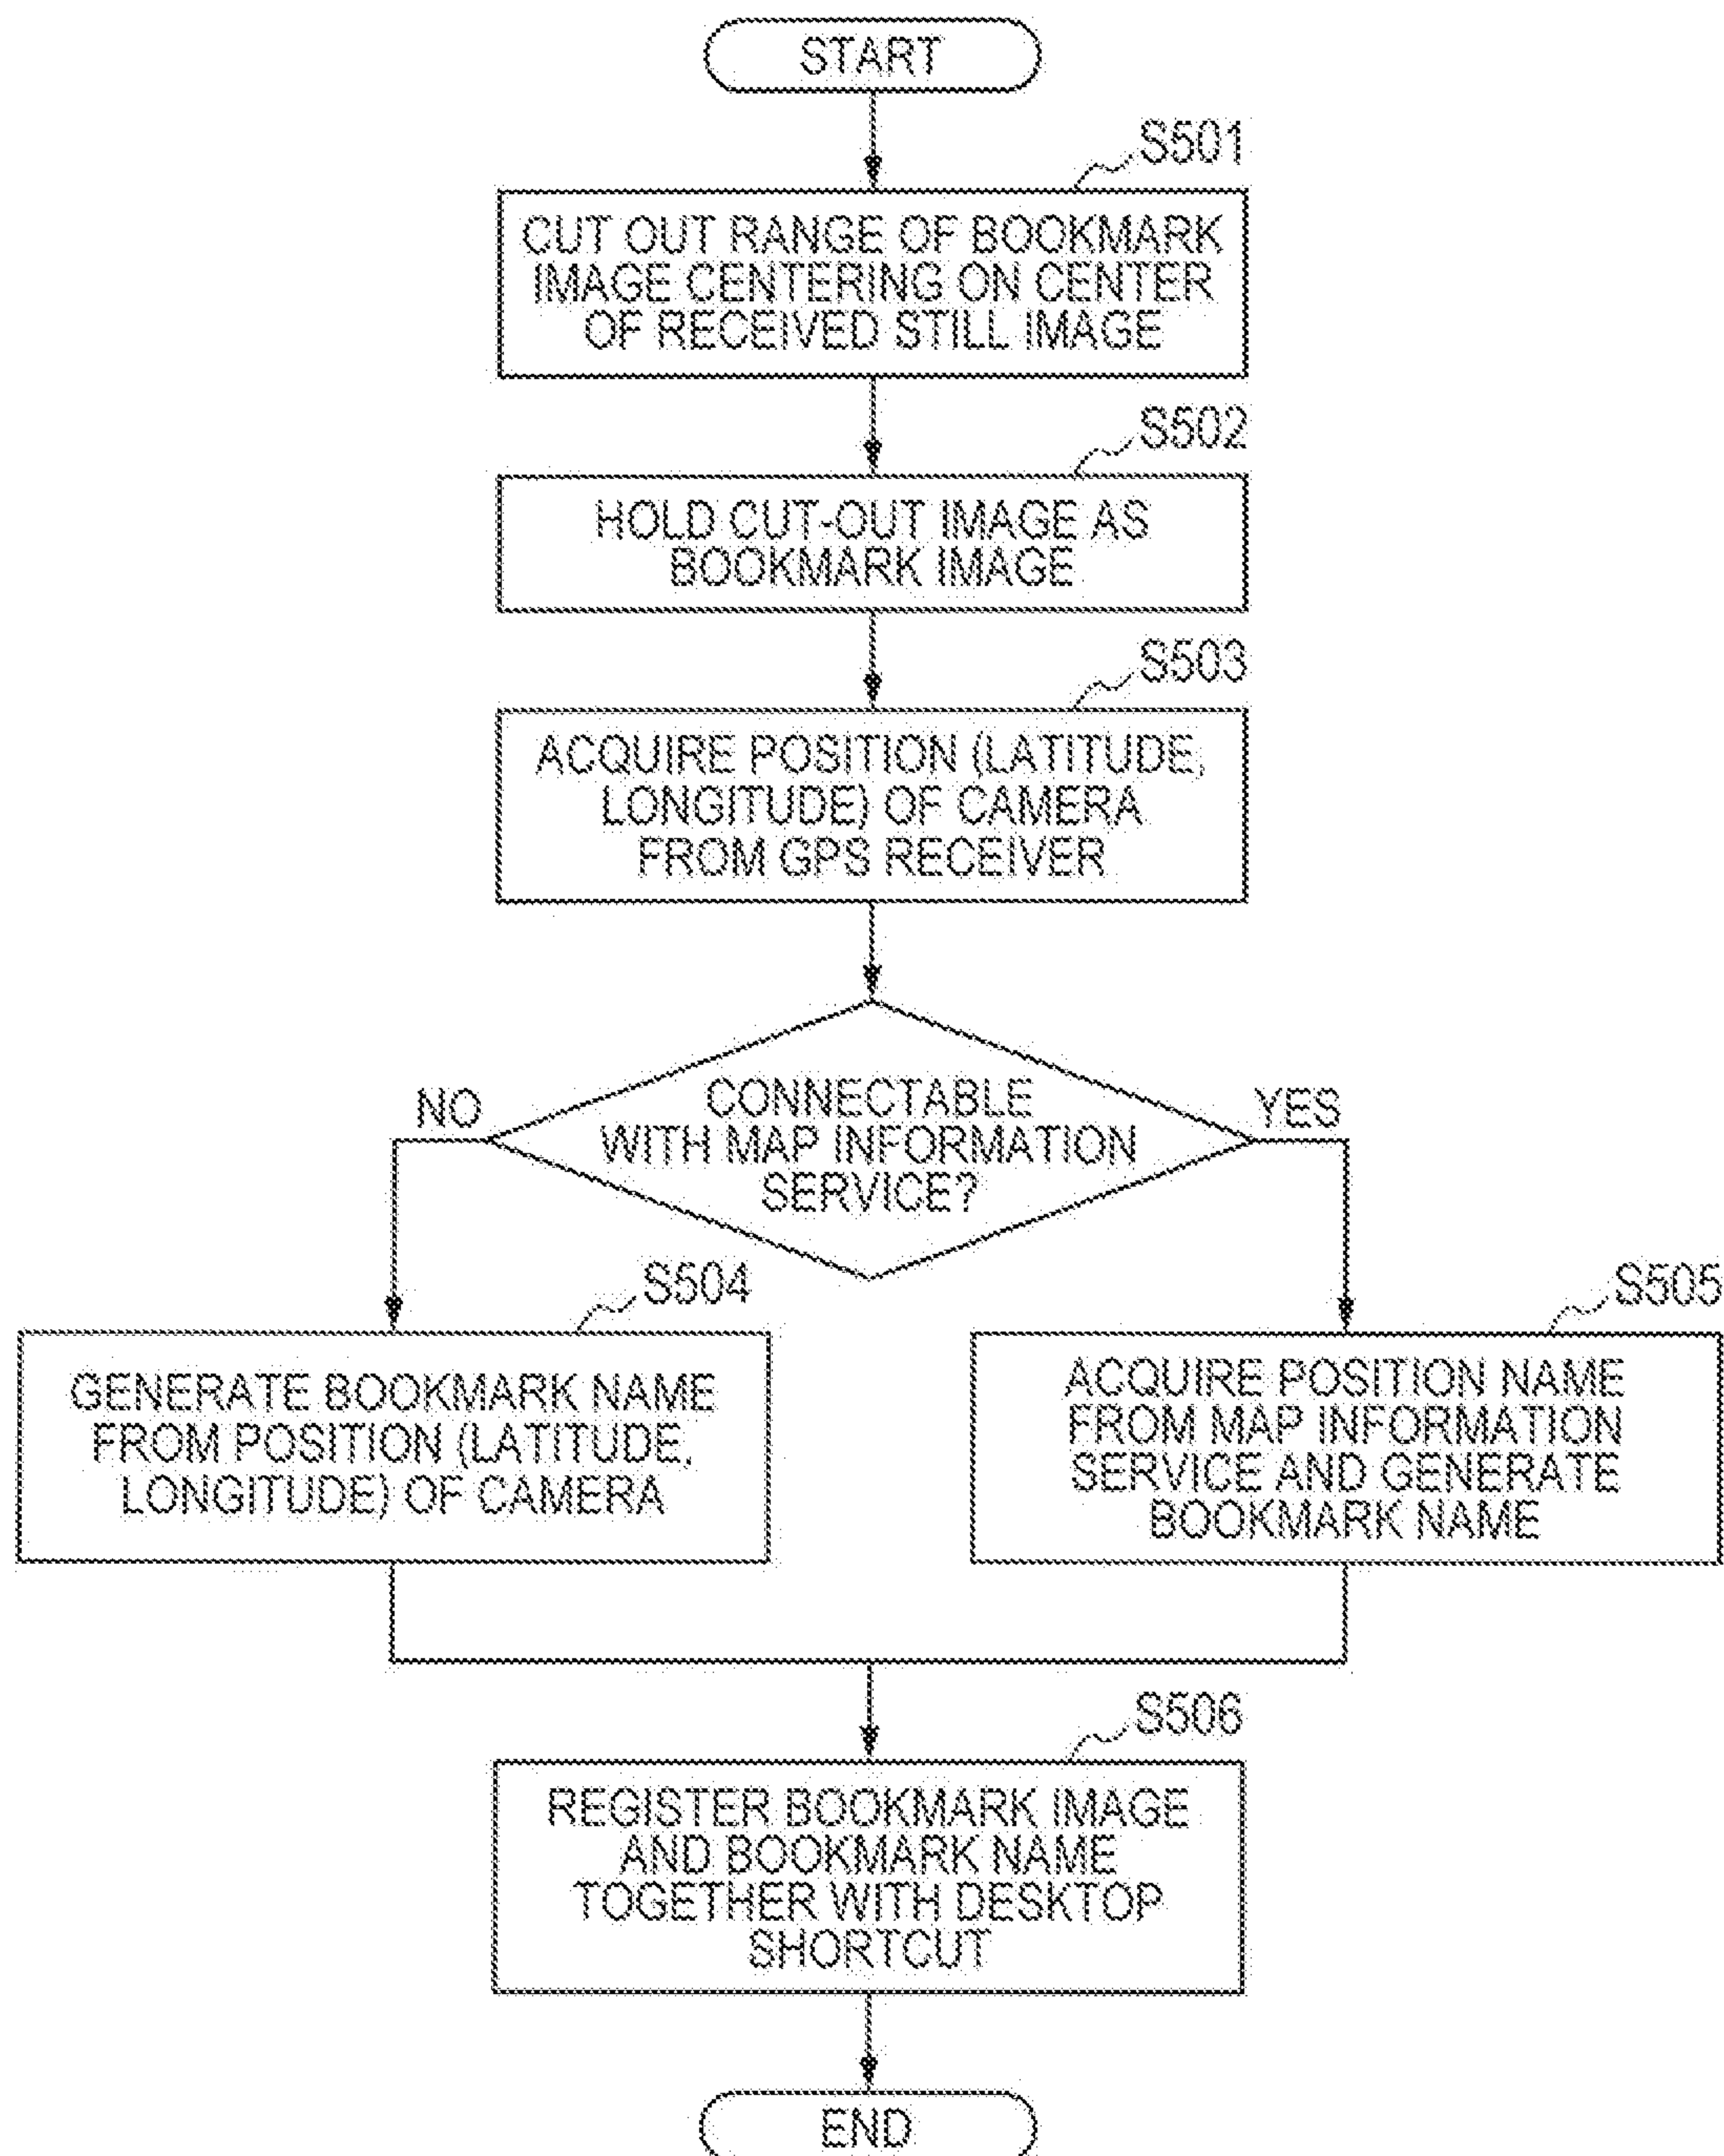 START
S501
CUT OUT RANGE OF BOOKMARK
IMAGE CENTERING ON CENTER
OF RECEIVED STILL IMAGE
S502
HOLD CUT-OUT IMAGE AS
BOOKMARK IMAGE
S503
ACQUIRE POSITION (LATITUDE,
LONGITUDE) OF CAMERA
FROM GPS RECEIVER
CONNECTABLE
WITH MAP INFORMATION
SERVICE?
NO
YES
S504
GENERATE BOOKMARK NAME
FROM POSITION (LATITUDE,
LONGITUDE) OF CAMERA
S505
ACQUIRE POSITION NAME
FROM MAP INFORMATION
SERVICE AND GENERATE
BOOKMARK NAME
S506
REGISTER BOOKMARK IMAGE
AND BOOKMARK NAME
TOGETHER WITH DESKTOP
SHORTCUT
END